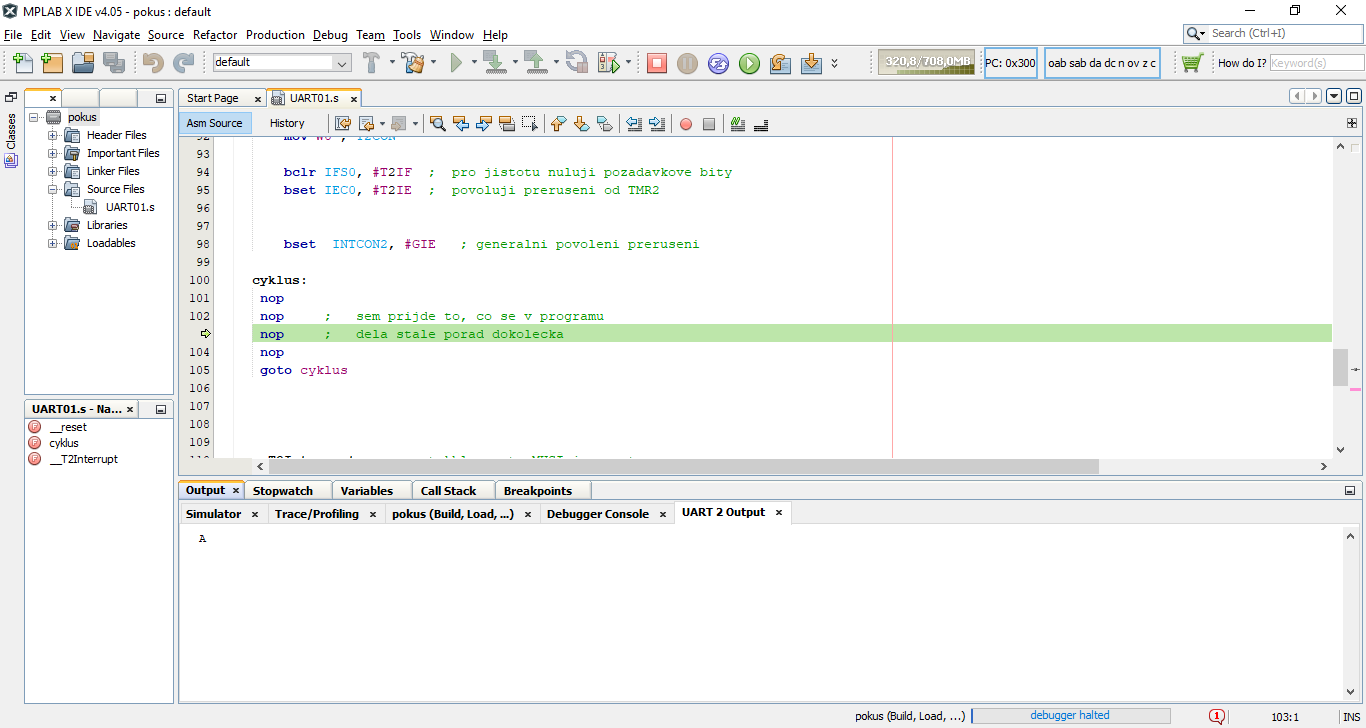 MPLAB X IDE v4.05 - pokus : default
File Edit View Navigate Source Refactor Production Debug Team Tools Window Help
Search (Ctrl+I)
default
320,8/708,0MB
PC: 0x300
oab sab da dc n ov z c
How do I?
Keyword(s)
Classes
pokus
Header Files
Important Files
Linker Files
Source Files
UART01.s
Libraries
Loadables
UART01.s - Na...
__reset
cyklus
__T2Interrupt
Start Page
UART01.s
Asm Source
History
92 mov W0 , T2CON
93
94 bclr IFS0, #T2IF ; pro jistotu nuluji pozadavkove bity
95 bset IEC0, #T2IE ; povoluji preruseni od TMR2
96
97
98 bset INTCON2, #GIE ; generalni povoleni preruseni
99
100 cyklus:
101 nop
102 nop ; sem prijde to, co se v programu
nop ; dela stale porad dokolecka
104 nop
105 goto cyklus
106
107
108
109
110
Output Stopwatch Variables Call Stack Breakpoints
Simulator Trace/Profiling pokus (Build, Load, ...) Debugger Console UART 2 Output
A
pokus (Build, Load, ...)
debugger halted
1
103:1
INS